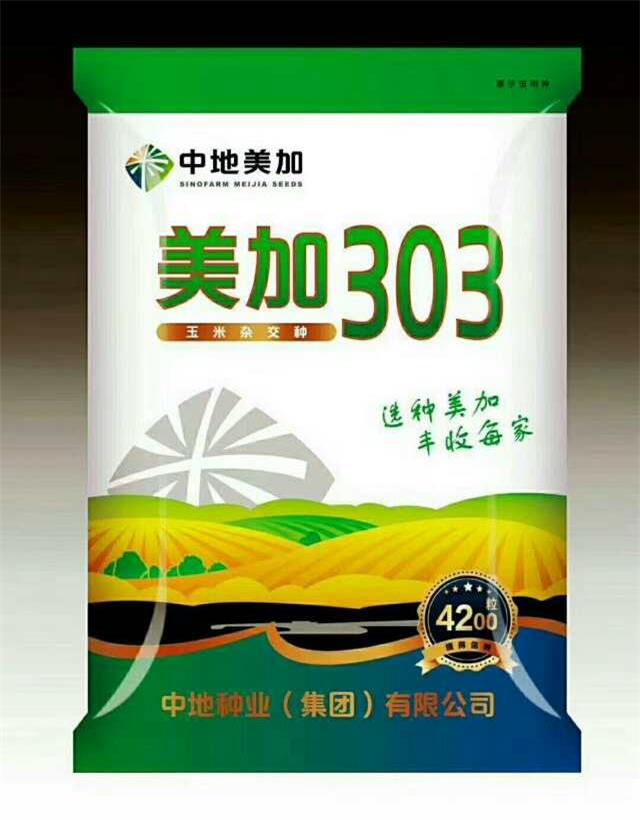 中地美加
SINOFARM MEIJIA SEEDS
美加303
玉米杂交种
选种美加
丰收每家
4200粒
中地种业（集团）有限公司